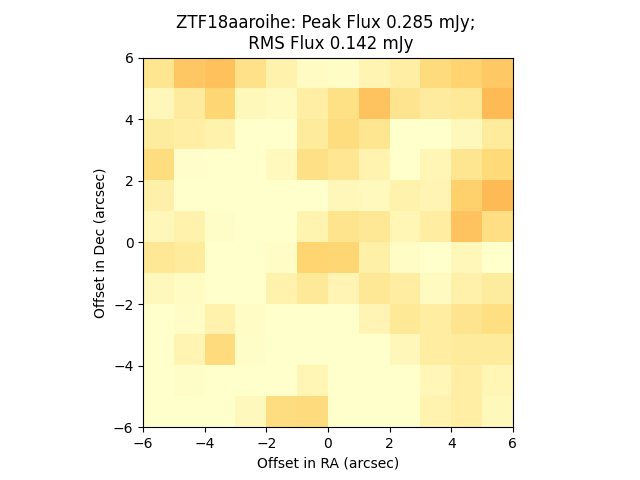 ZTF18aaroihe: Peak Flux 0.285 mJy;
RMS Flux 0.142 mJy
6
4
2
0
−2
−4
−6
Offset in Dec (arcsec)
−6 −4 −2 0 2 4 6
Offset in RA (arcsec)